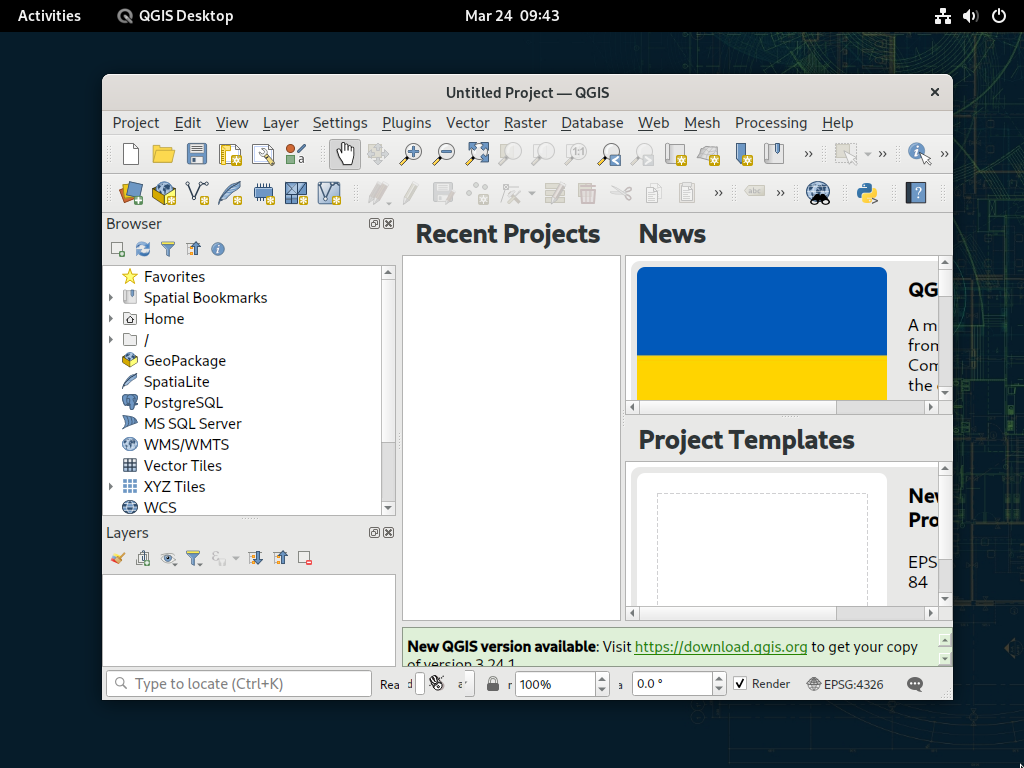 Activities QGIS Desktop Mar 24 09:43
Untitled Project — QGIS
Project Edit View Layer Settings Plugins Vector Raster Database Web Mesh Processing Help
Browser
Favorites
Spatial Bookmarks
Home
/
GeoPackage
SpatiaLite
PostgreSQL
MS SQL Server
WMS/WMTS
Vector Tiles
XYZ Tiles
WCS
Layers
Recent Projects
News
QG
A m
from
Com
the
Project Templates
New
Pro
EPS
84
New QGIS version available: Visit https://download.qgis.org to get your copy
of version 3.24.1
Type to locate (Ctrl+K) Rea 100% 0.0 ° Render EPSG:4326